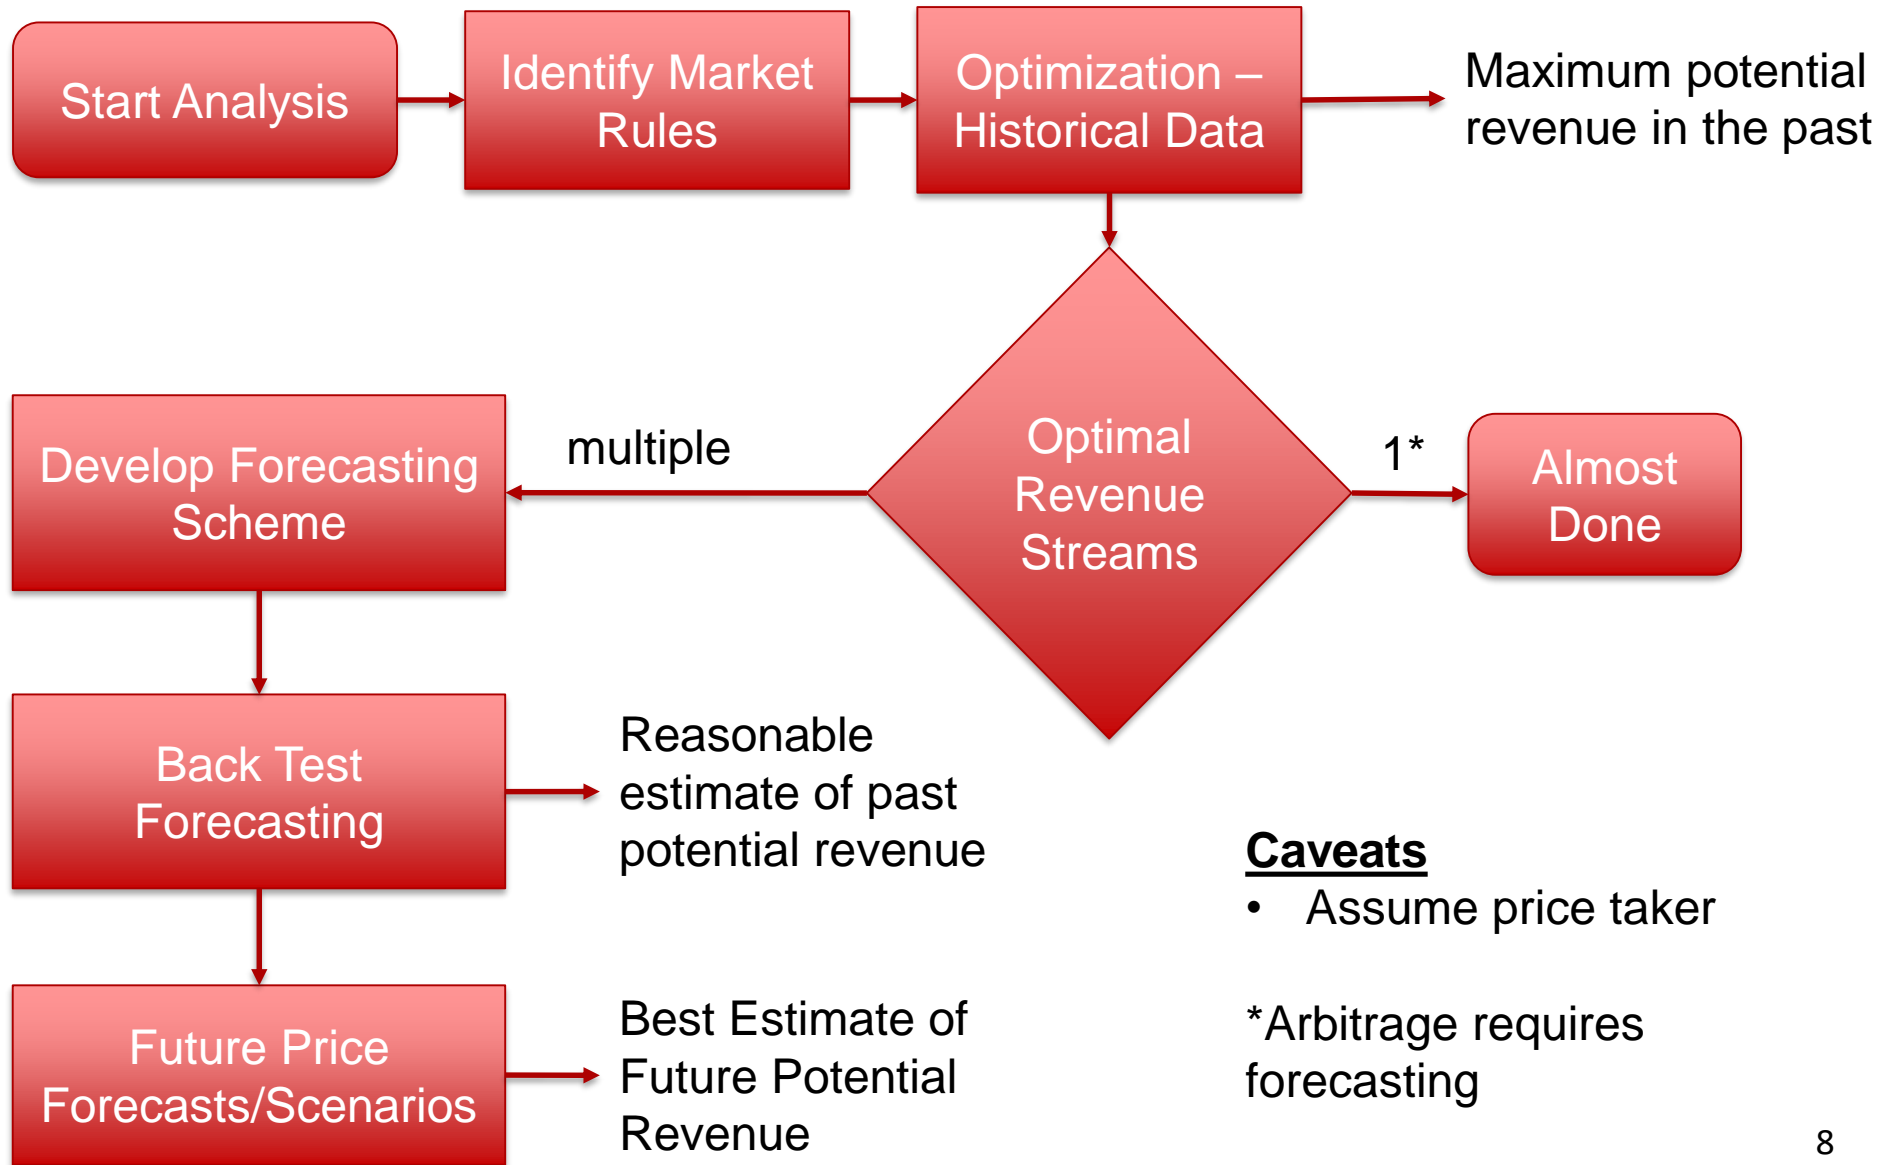 Start Analysis
Identify Market
Rules
Optimization –
Historical Data
Maximum potential
revenue in the past
Optimal
Revenue
Streams
multiple
1*
Almost
Done
Develop Forecasting
Scheme
Back Test
Forecasting
Reasonable
estimate of past
potential revenue
Future Price
Forecasts/Scenarios
Best Estimate of
Future Potential
Revenue
Caveats
• Assume price taker
*Arbitrage requires
forecasting
8